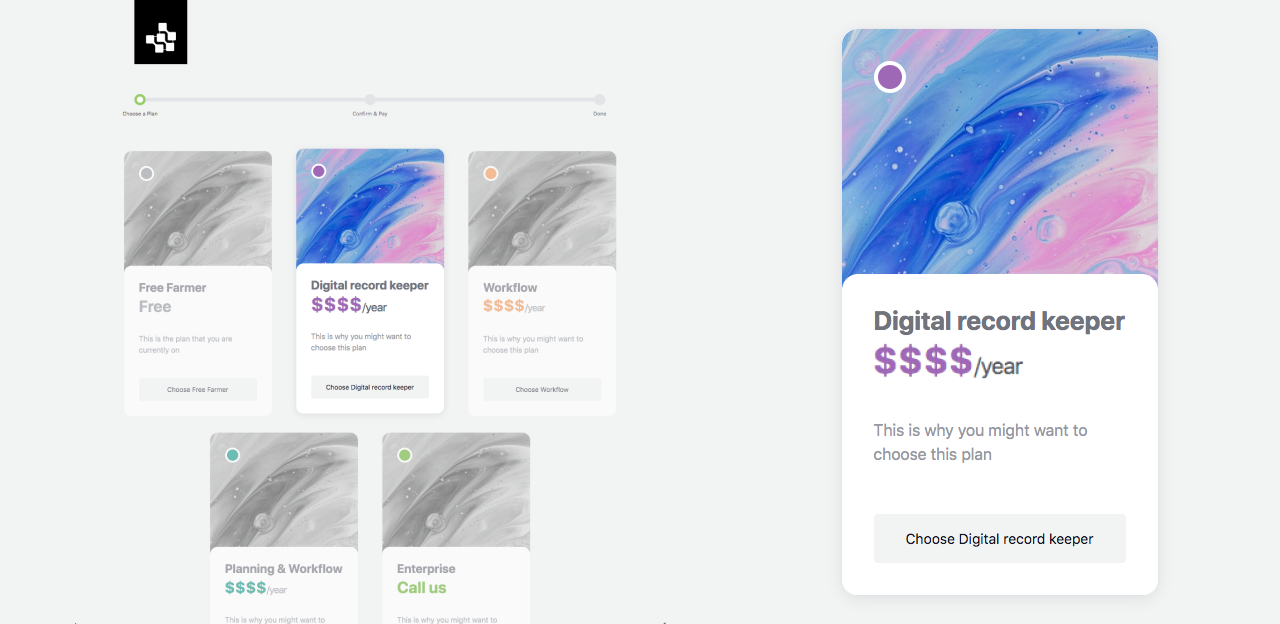 Choose a Plan
Confirm & Pay
Done
Free Farmer
Free
This is the plan that you are
currently on
Choose Free Farmer
Digital record keeper
$$$$/year
This is why you might want to
choose this plan
Choose Digital record keeper
Workflow
$$$$/year
This is why you might want to
choose this plan
Choose Workflow
Planning & Workflow
$$$$/year
This is why you might want to
Enterprise
Call us
This is why you might want to
Digital record keeper
$$$$/year
This is why you might want to
choose this plan
Choose Digital record keeper